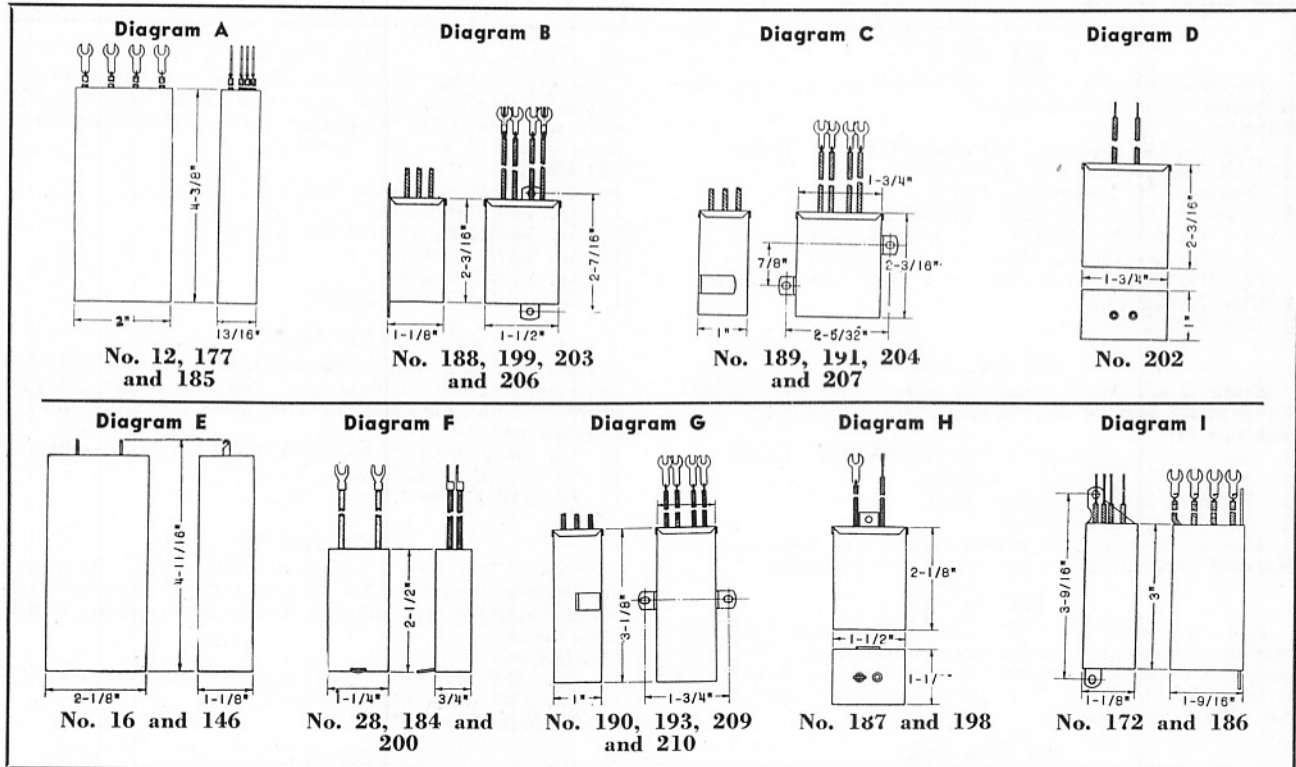 Diagram A
4-3/8"
2"
13/16"
No. 12, 177
and 185
Diagram B
2-3/16"
2-7/16"
1-1/8"
1-1/2"
No. 188, 199, 203
and 206
Diagram C
1-3/4"
7/8"
2-3/16"
1"
2-5/32"
No. 189, 191, 204
and 207
Diagram D
2-3/16"
1-3/4"
1"
No. 202
Diagram E
4-11/16"
2-1/8"
1-1/8"
No. 16 and 146
Diagram F
2-1/2"
1-1/4"
3/4"
No. 28, 184 and
200
Diagram G
3-1/8"
1"
1-3/4"
No. 190, 193, 209
and 210
Diagram H
2-1/8"
1-1/2"
No. 187 and 198
Diagram I
3-9/16"
3"
1-1/8"
1-9/16"
No. 172 and 186